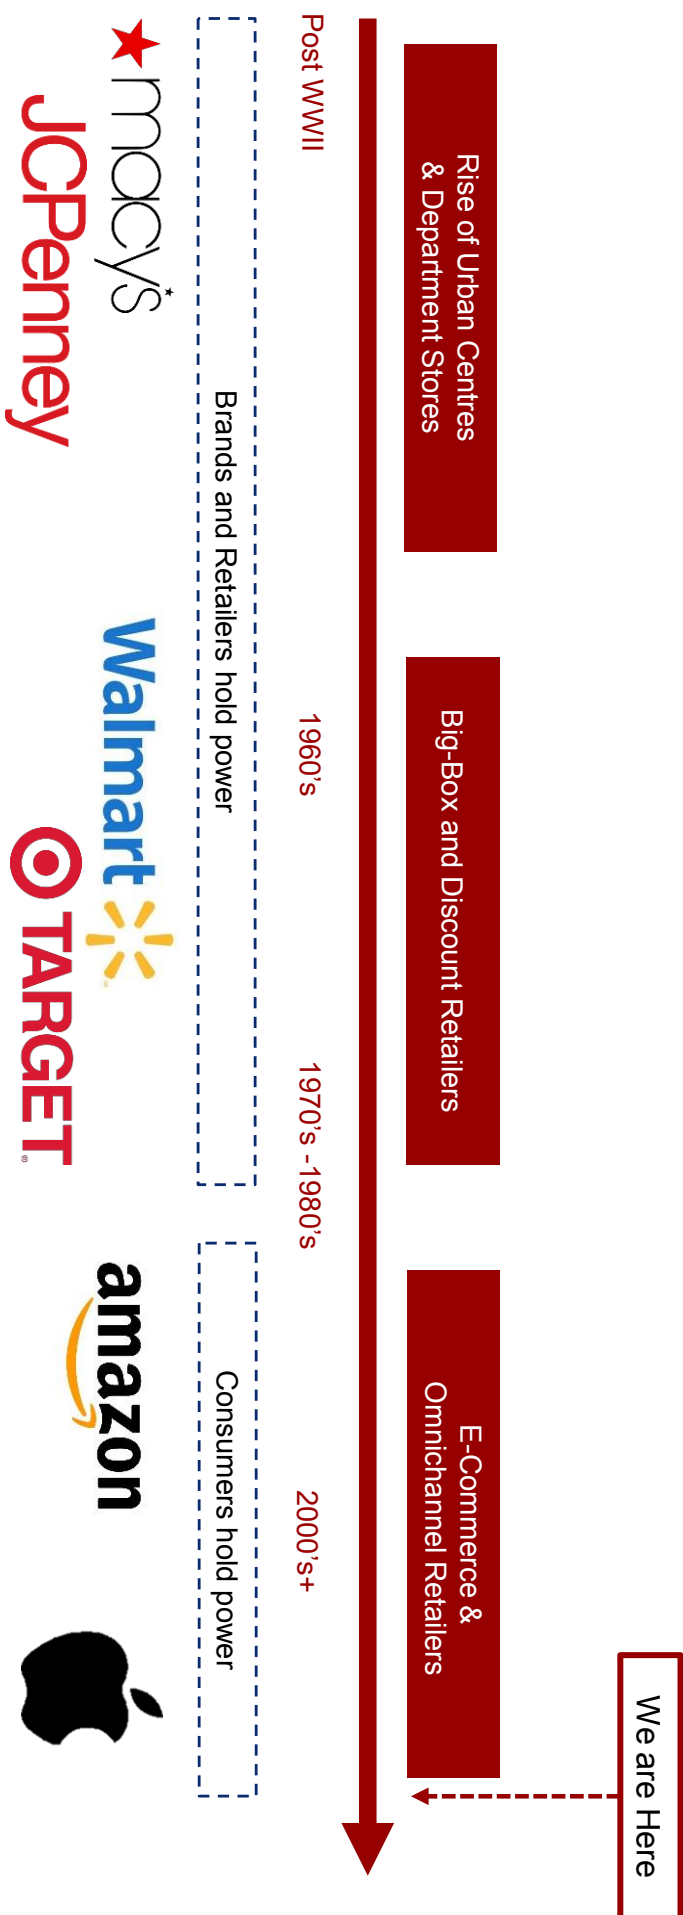 We are Here
Rise of Urban Centres
& Department Stores
Big-Box and Discount Retailers
E-Commerce &
Omnichannel Retailers
Post WWII
1960's
1970's -1980's
2000's+
Brands and Retailers hold power
Consumers hold power
macy's
JCPenney
Walmart
TARGET
amazon